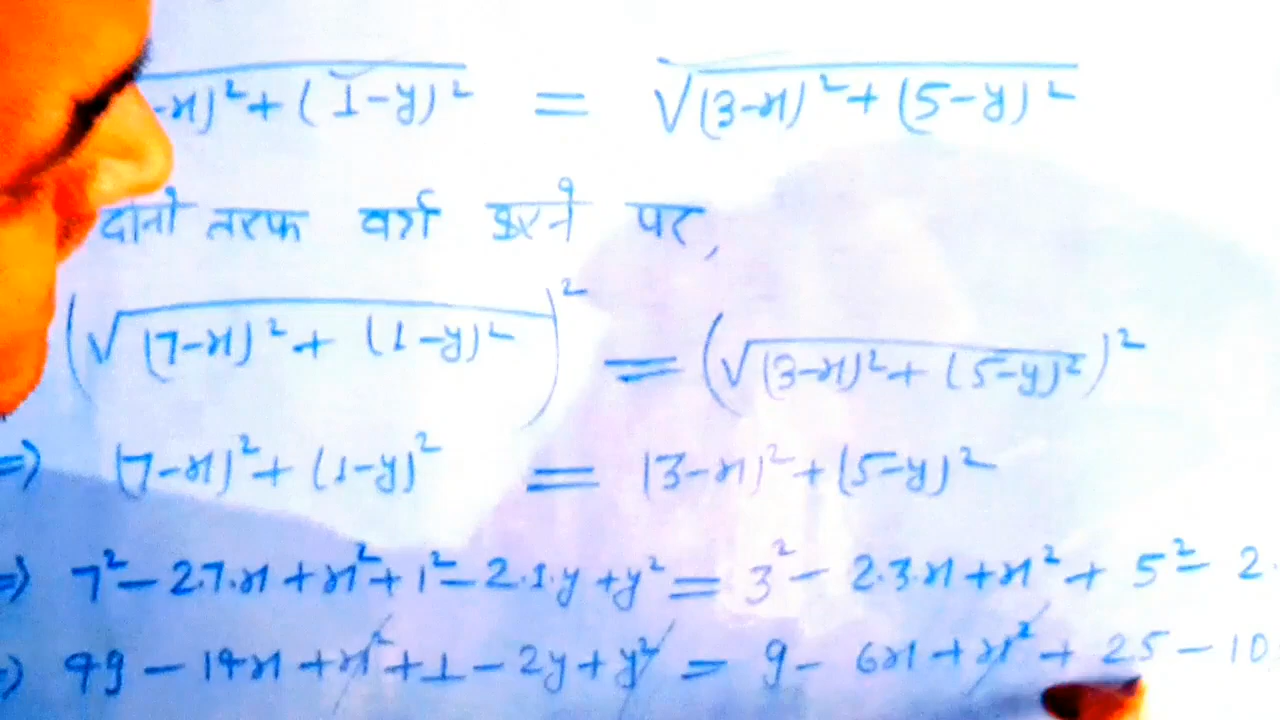 -x)² + (1-y)² = √(3-x)² + (5-y)²
दोनो तरफ वर्ग करने पर,
(√(7-x)² + (1-y)²)² = (√(3-x)² + (5-y)²)²
⇒) (7-x)² + (1-y)² = (3-x)² + (5-y)²
⇒) 7² - 2.7.x + x² + 1² - 2.1.y + y² = 3² - 2.3.x + x² + 5² - 2.
⇒) 49 - 14x + x² + 1 - 2y + y² = 9 - 6x + x² + 25 - 10